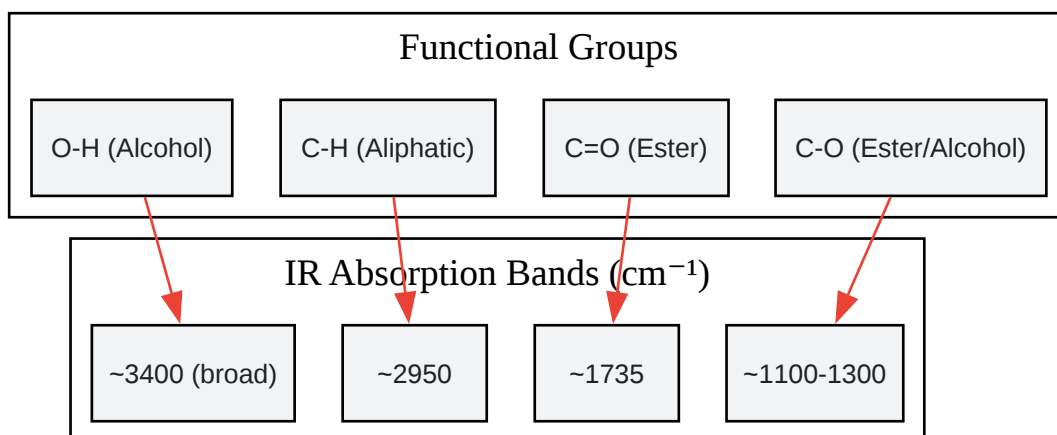 Functional Groups
O-H (Alcohol)
C-H (Aliphatic)
C=O (Ester)
C-O (Ester/Alcohol)
IR Absorption Bands (cm⁻¹)
~3400 (broad)
~2950
~1735
~1100-1300